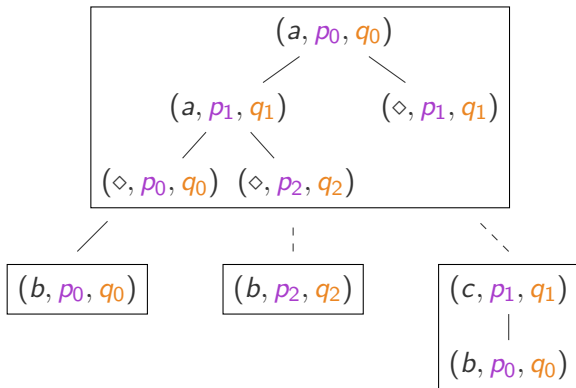 (a, p₀, q₀)
(a, p₁, q₁) (⋄, p₁, q₁)
(⋄, p₀, q₀) (⋄, p₂, q₂)
(b, p₀, q₀) (b, p₂, q₂) (c, p₁, q₁)
(b, p₀, q₀)